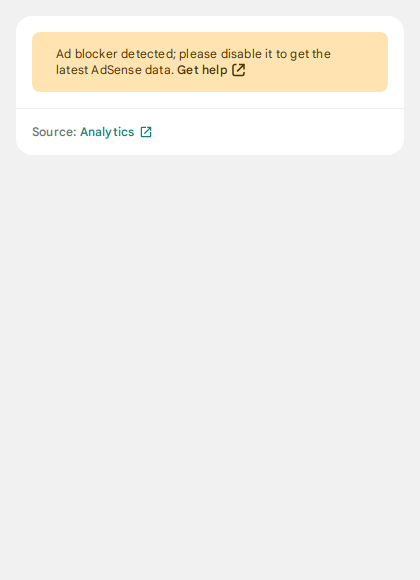 Ad blocker detected; please disable it to get the
latest AdSense data. Get help
Source: Analytics